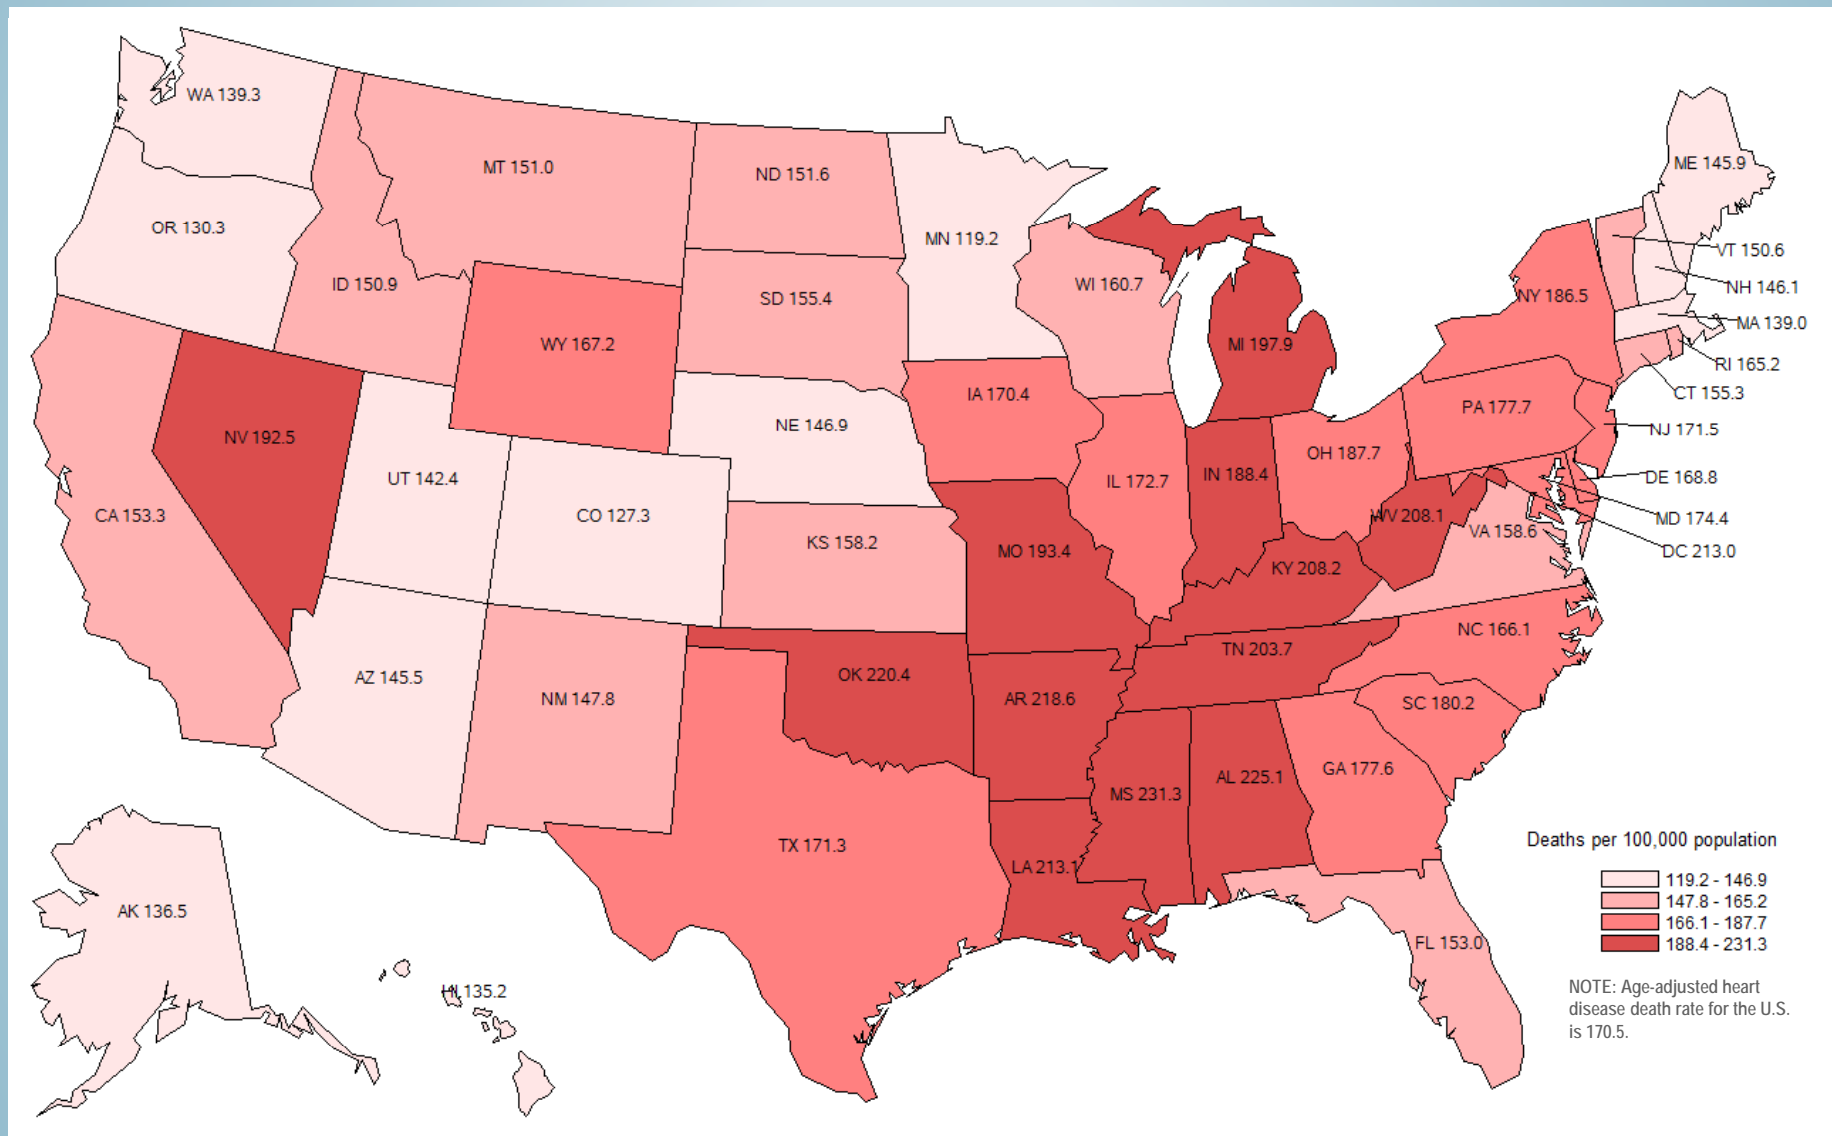 WA 139.3
MT 151.0
ND 151.6
ME 145.9
OR 130.3
MN 119.2
VT 150.6
ID 150.9
WI 160.7
NH 146.1
SD 155.4
NY 186.5
MA 139.0
WY 167.2
MI 197.9
RI 165.2
IA 170.4
CT 155.3
PA 177.7
NE 146.9
NJ 171.5
NV 192.5
OH 187.7
UT 142.4
IL 172.7
IN 188.4
DE 168.8
CA 153.3
CO 127.3
WV 208.1
MD 174.4
VA 158.6
KS 158.2
MO 193.4
DC 213.0
KY 208.2
NC 166.1
TN 203.7
AZ 145.5
OK 220.4
NM 147.8
AR 218.6
SC 180.2
GA 177.6
AL 225.1
MS 231.3
TX 171.3
LA 213.1
AK 136.5
FL 153.0
HI 135.2
Deaths per 100,000 population
119.2 - 146.9
147.8 - 165.2
166.1 - 187.7
188.4 - 231.3
NOTE: Age-adjusted heart
disease death rate for the U.S.
is 170.5.